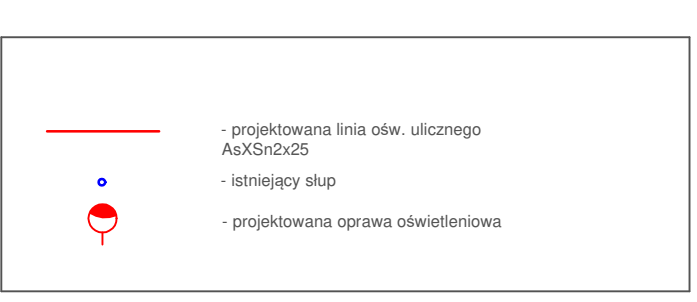 - projektowana linia ośw. ulicznego
AsXSn2x25
- istniejący słup
- projektowana oprawa oświetleniowa